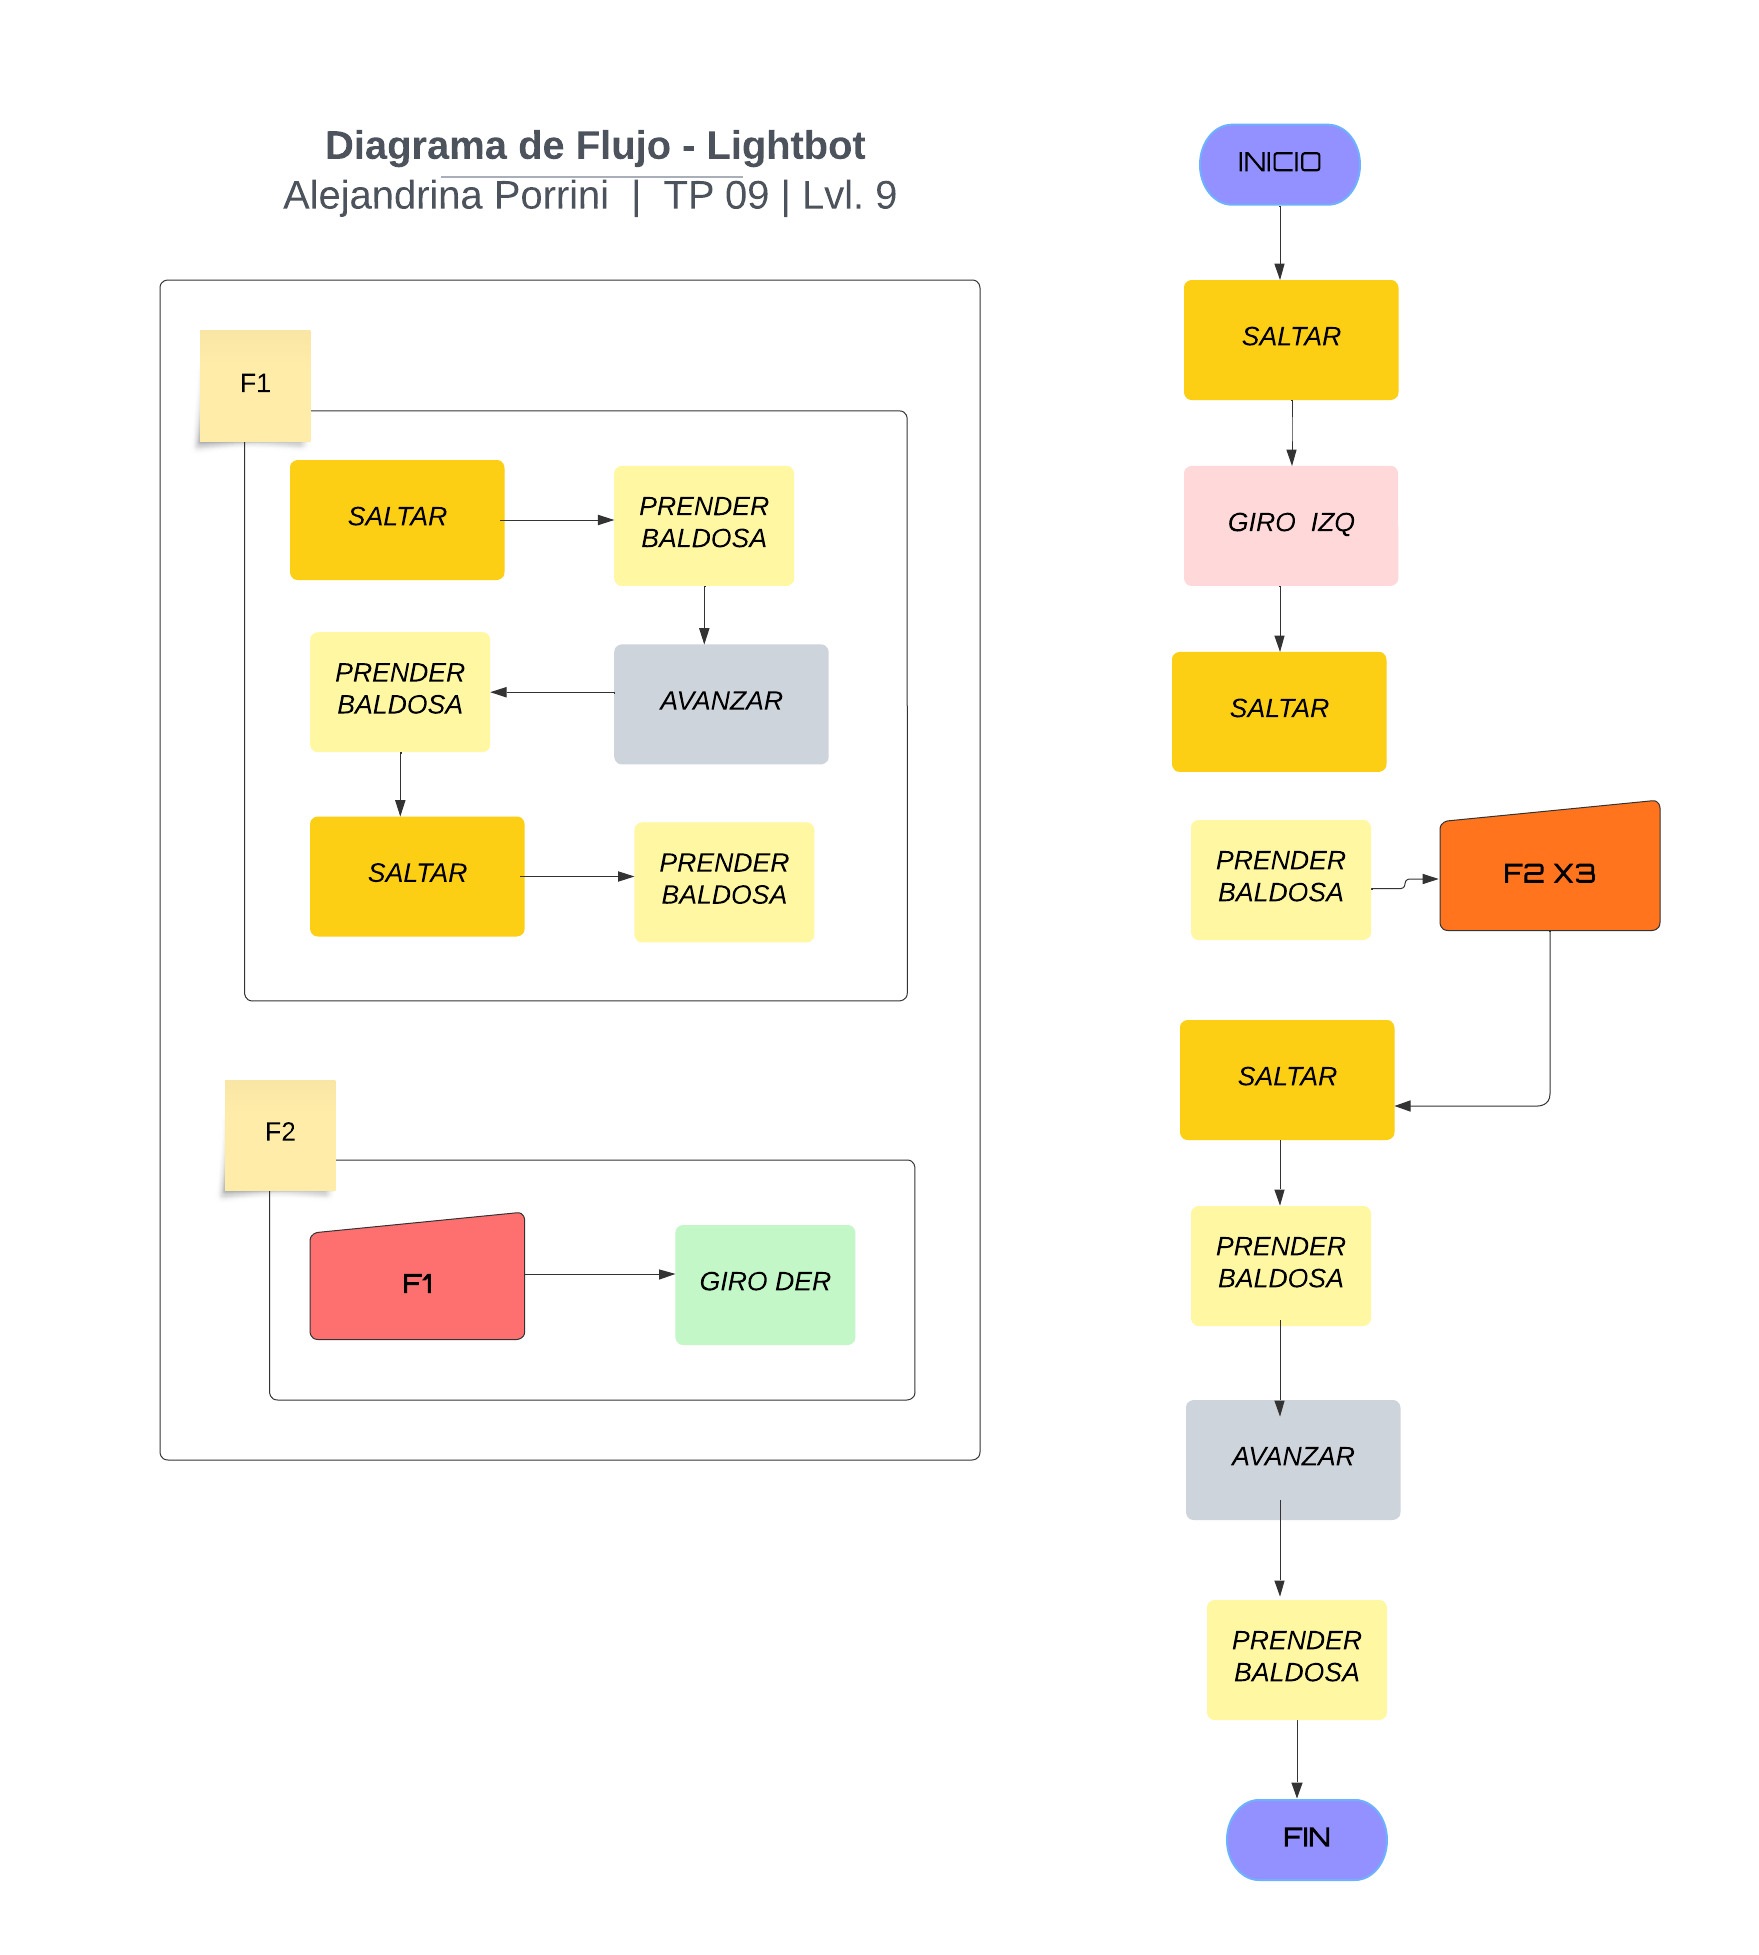 Diagrama de Flujo - Lightbot
Alejandrina Porrini | TP 09 | Lvl. 9
F1
SALTAR
PRENDER
BALDOSA
AVANZAR
PRENDER
BALDOSA
SALTAR
PRENDER
BALDOSA
F2
F1
GIRO DER
INICIO
SALTAR
GIRO IZQ
SALTAR
PRENDER
BALDOSA
F2 X3
SALTAR
PRENDER
BALDOSA
AVANZAR
PRENDER
BALDOSA
FIN